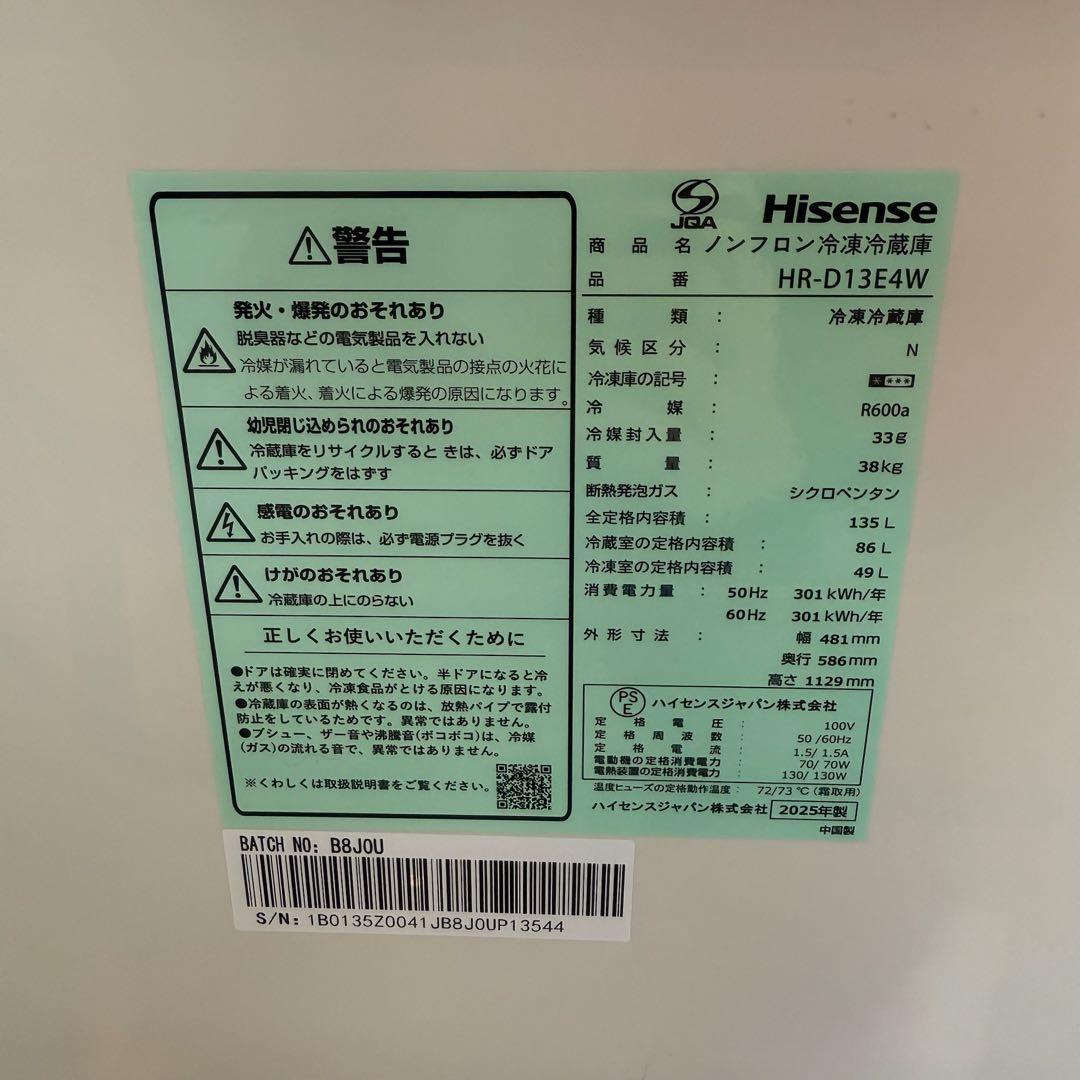 警告
発火・爆発のおそれあり
脱臭器などの電気製品を入れない
冷媒が漏れていると電気製品の接点の火花に
よる着火、着火による爆発の原因になります。
幼児閉じ込められのおそれあり
冷蔵庫をリサイクルすると きは、必ずドア
パッキングをはずす
感電のおそれあり
お手入れの際は、必ず電源プラグを抜く
けがのおそれあり
冷蔵庫の上にのらない
正しくお使いいただくために
●ドアは確実に閉めてください。半ドアになると冷
えが悪くなり、冷凍食品がとける原因になります。
●冷蔵庫の表面が熱くなるのは、放熱パイプで露付
防止をしているためです。異常ではありません。
●ブシュー、ザー音や沸騰音(ポコポコ)は、冷媒
(ガス)の流れる音で、異常ではありません。
※くわしくは取扱説明書をご覧ください。
JQA Hisense
商品名 ノンフロン冷凍冷蔵庫
品番 HR-D13E4W
種類 : 冷凍冷蔵庫
気候区分 : N
冷凍庫の記号 : ****
冷媒 : R600a
冷媒封入量 : 33g
質量 : 38kg
断熱発泡ガス : シクロペンタン
全定格内容積 : 135 L
冷蔵室の定格内容積 : 86 L
冷凍室の定格内容積 : 49 L
消費電力量 : 50Hz 301 kWh/年
60Hz 301 kWh/年
外形寸法 : 幅 481mm
奥行 586mm
高さ 1129mm
PSE ハイセンスジャパン株式会社
定格電圧 : 100V
定格周波数 : 50 /60Hz
定格電流 : 1.5/ 1.5A
電動機の定格消費電力 : 70/ 70W
電熱装置の定格消費電力 : 130/ 130W
温度ヒューズの定格動作温度 : 72/73 ℃(霜取用)
ハイセンスジャパン株式会社 2025年製
中国製
BATCH NO: B8J0U
S/N: 1B0135Z0041JB8J0UP13544